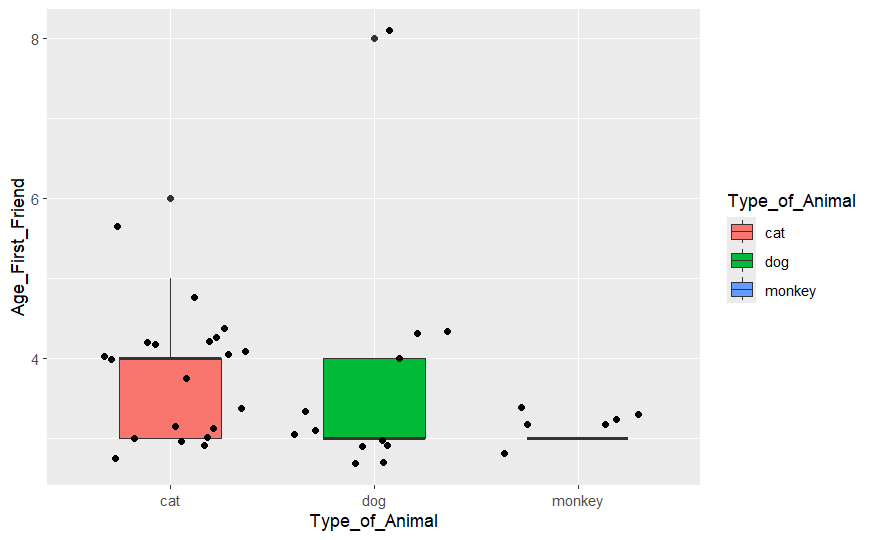 8
6
4
Age_First_Friend
cat
dog
monkey
Type_of_Animal
Type_of_Animal
cat
dog
monkey